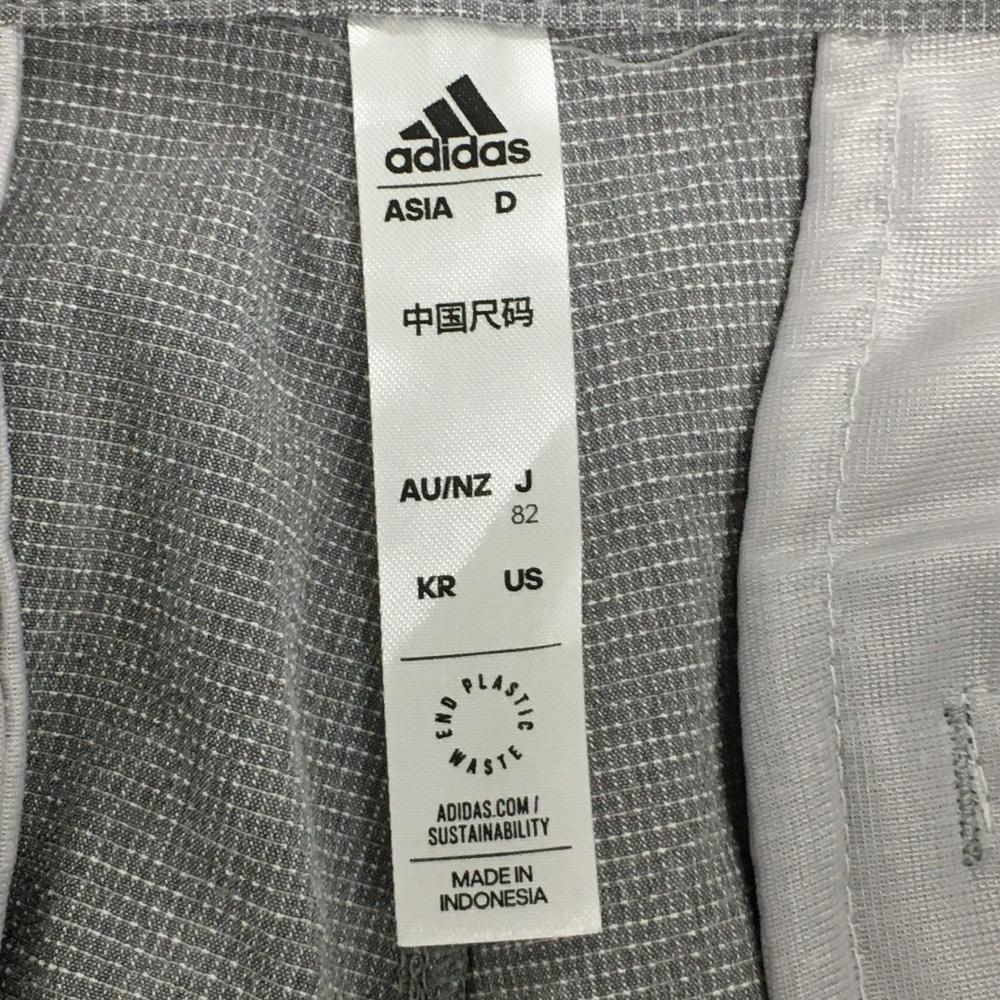 adidas
ASIA D
中国尺码
AU/NZ J
82
KR US
END PLASTIC WASTE
ADIDAS.COM /
SUSTAINABILITY
MADE IN
INDONESIA